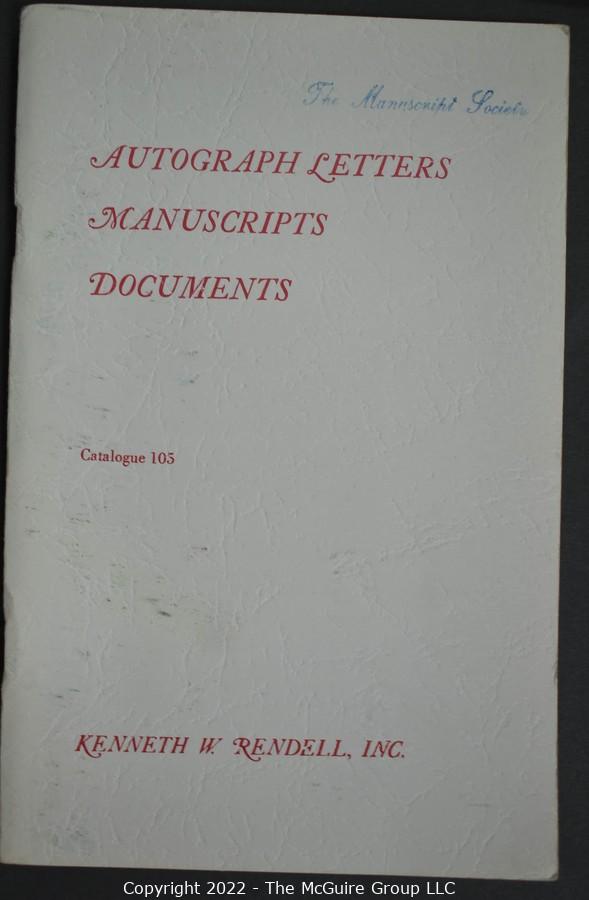 The Manuscript Society
AUTOGRAPH LETTERS
MANUSCRIPTS
DOCUMENTS
Catalogue 105
KENNETH W. RENDELL, INC.
Copyright 2022 - The McGuire Group LLC